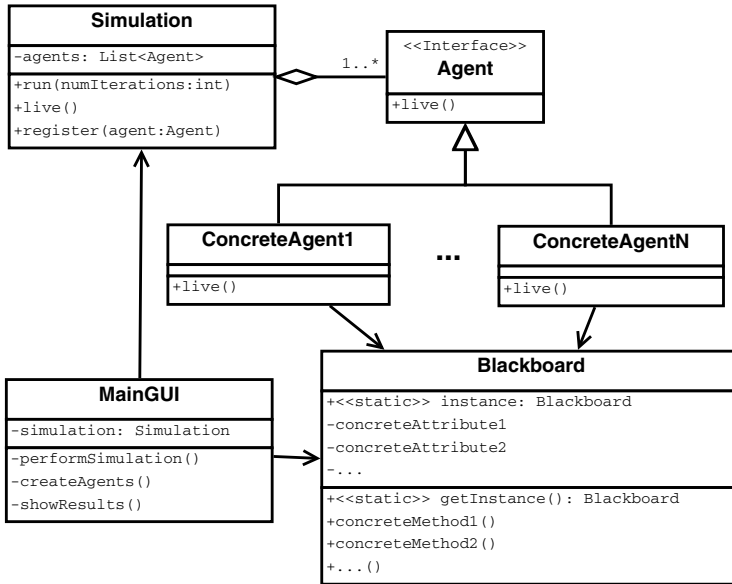 Simulation
-agents: List<Agent>
+run(numIterations:int)
+live()
+register(agent:Agent)
1..*
<<Interface>>
Agent
+live()
ConcreteAgent1
+live()
...
ConcreteAgentN
+live()
MainGUI
-simulation: Simulation
-performSimulation()
-createAgents()
-showResults()
Blackboard
+<<static>> instance: Blackboard
-concreteAttribute1
-concreteAttribute2
-...
+<<static>> getInstance(): Blackboard
+concreteMethod1()
+concreteMethod2()
+...()